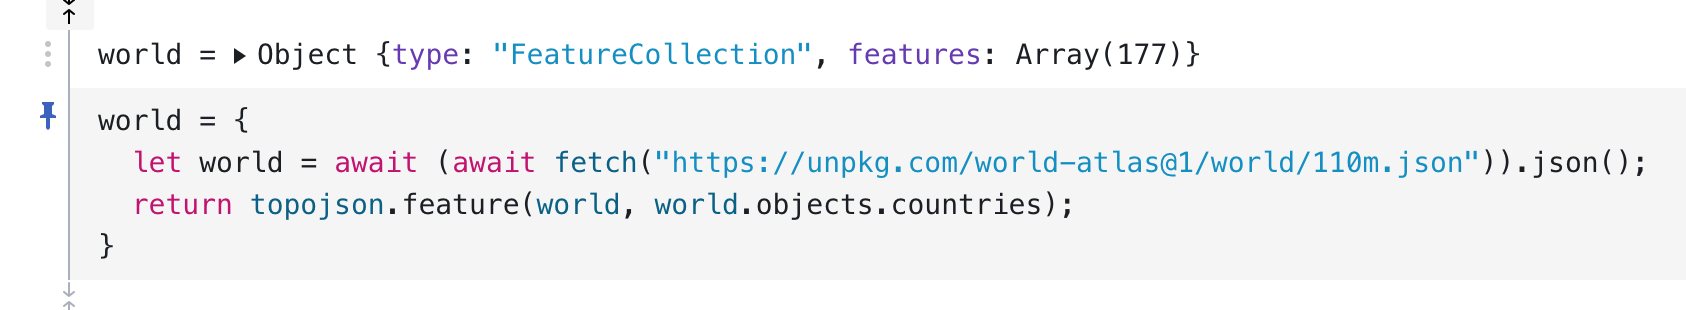 world = ▶ Object {type: "FeatureCollection", features: Array(177)}
world = {
  let world = await (await fetch("https://unpkg.com/world-atlas@1/world/110m.json")).json();
  return topojson.feature(world, world.objects.countries);
}